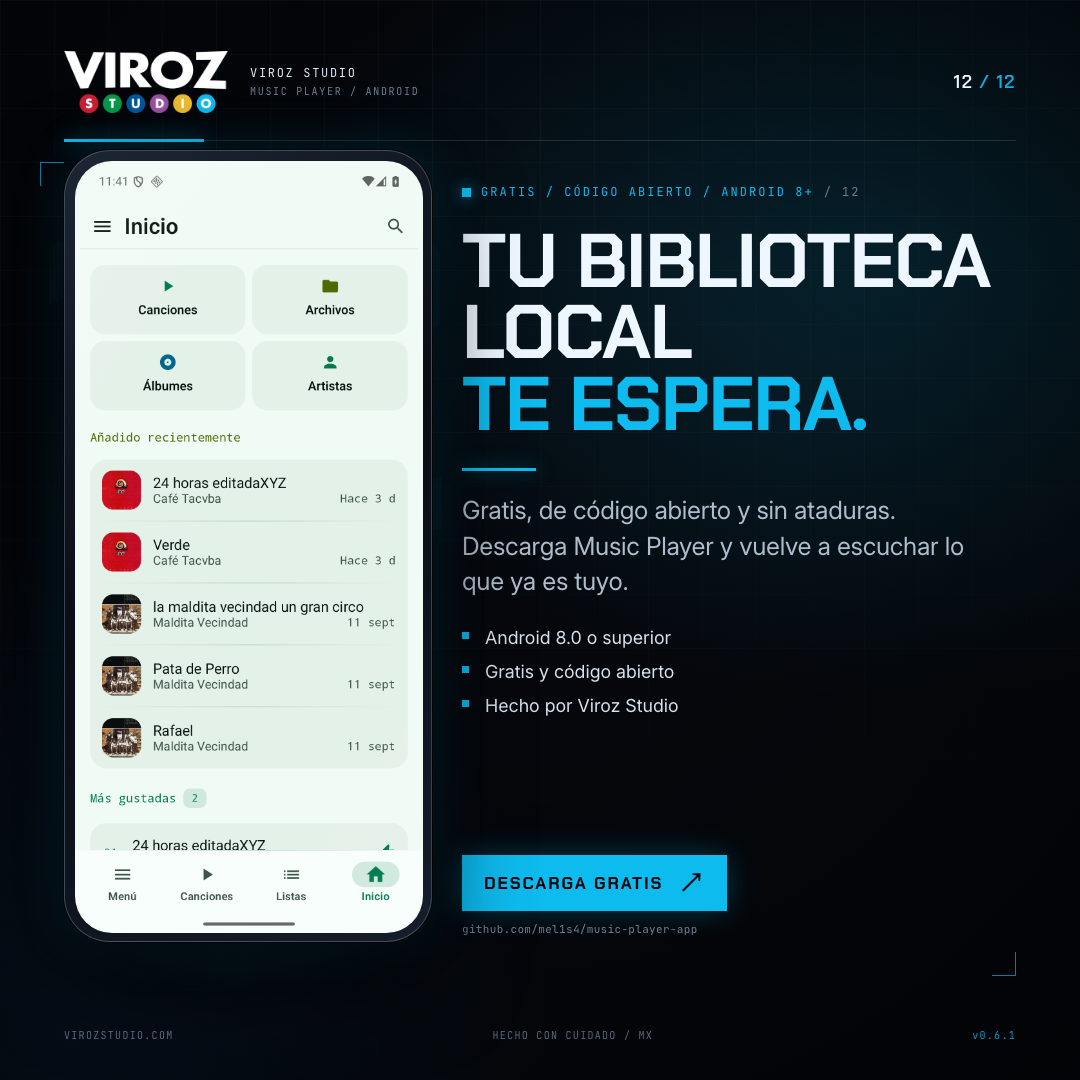 VIROZ
STUDIO
VIROZ STUDIO
MUSIC PLAYER / ANDROID
12 / 12
11:41
Inicio
Canciones
Archivos
Álbumes
Artistas
Añadido recientemente
24 horas editadaXYZ
Café Tacvba
Hace 3 d
Verde
Café Tacvba
Hace 3 d
la maldita vecindad un gran circo
Maldita Vecindad
11 sept
Pata de Perro
Maldita Vecindad
11 sept
Rafael
Maldita Vecindad
11 sept
Más gustadas 2
24 horas editadaXYZ
Menú
Canciones
Listas
Inicio
GRATIS / CÓDIGO ABIERTO / ANDROID 8+ / 12
TU BIBLIOTECA
LOCAL
TE ESPERA.
Gratis, de código abierto y sin ataduras.
Descarga Music Player y vuelve a escuchar lo
que ya es tuyo.
Android 8.0 o superior
Gratis y código abierto
Hecho por Viroz Studio
DESCARGA GRATIS
github.com/mel1s4/music-player-app
VIROZSTUDIO.COM
HECHO CON CUIDADO / MX
v0.6.1